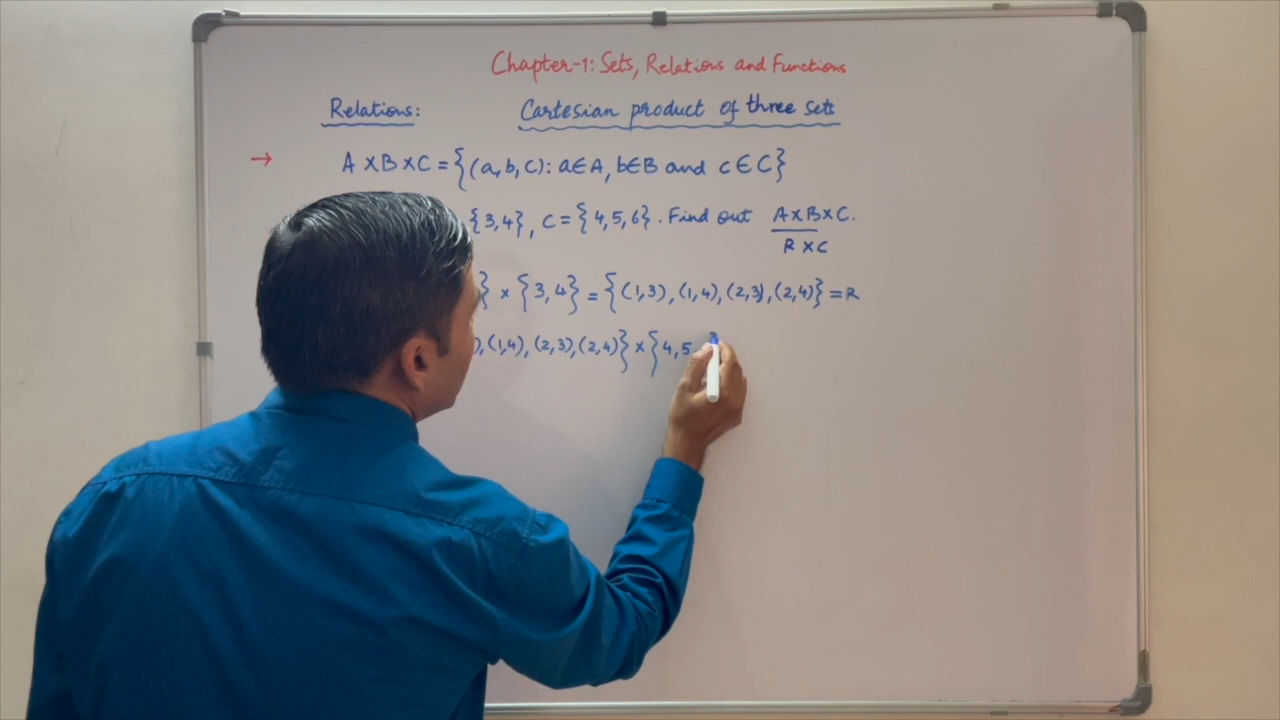 Chapter-1: Sets, Relations and Functions
Relations: Cartesian product of three sets
→ A×B×C = {(a, b, c): a∈A, b∈B and c∈C}
{3,4}, C = {4,5,6}. Find out A×B×C.
R×C
} × {3,4} = {(1,3), (1,4), (2,3), (2,4)} = R
), (1,4), (2,3), (2,4)} × {4,5